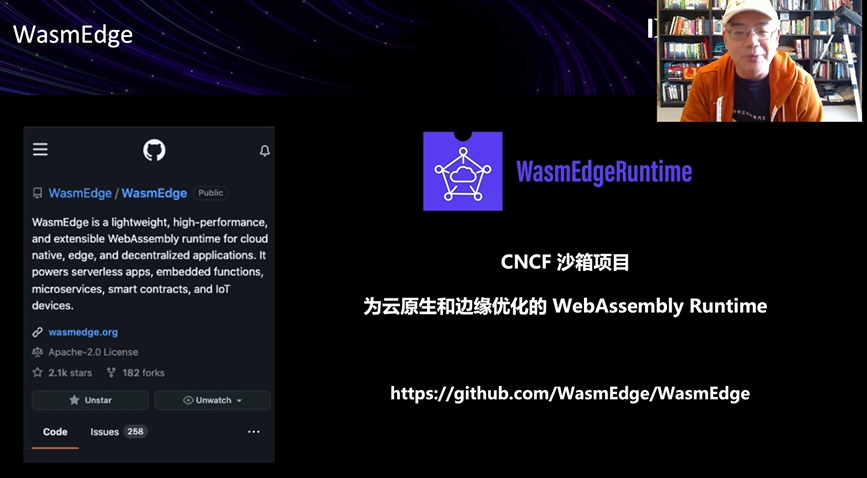 WasmEdge
WasmEdge / WasmEdge Public
WasmEdge is a lightweight, high-performance,
and extensible WebAssembly runtime for cloud
native, edge, and decentralized applications. It
powers serverless apps, embedded functions,
microservices, smart contracts, and IoT
devices.
wasmedge.org
Apache-2.0 License
2.1k stars 182 forks
Unstar Unwatch
Code Issues 258
WasmEdgeRuntime
CNCF 沙箱项目
为云原生和边缘优化的 WebAssembly Runtime
https://github.com/WasmEdge/WasmEdge